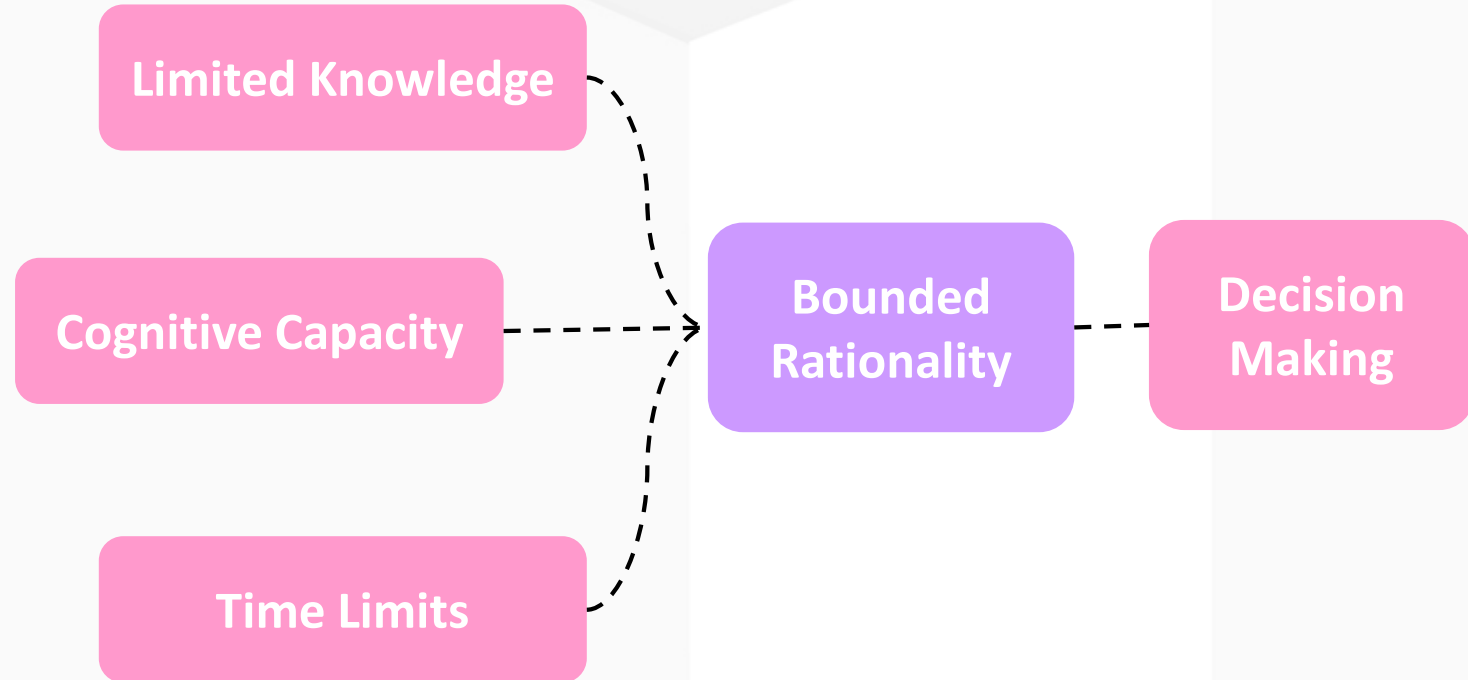 Limited Knowledge
Cognitive Capacity
Time Limits
Bounded
Rationality
Decision
Making